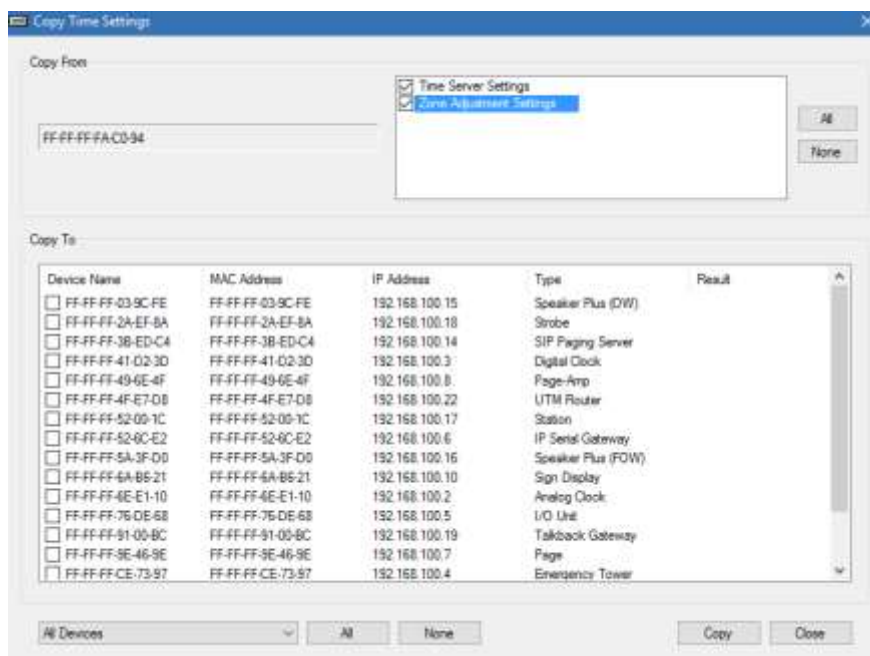 Copy Time Settings
Copy From
Time Server Settings
Zone Adjustment Settings
FF-FF-FF-FA-C0-94
All
None
Copy To
Device Name MAC Address IP Address Type Result
FF-FF-FF-03-9C-FE FF-FF-FF-03-9C-FE 192.168.100.15 Speaker Plus (DW)
FF-FF-FF-2A-EF-8A FF-FF-FF-2A-EF-8A 192.168.100.18 Strobe
FF-FF-FF-3B-ED-C4 FF-FF-FF-3B-ED-C4 192.168.100.14 SIP Paging Server
FF-FF-FF-41-D2-3D FF-FF-FF-41-D2-3D 192.168.100.3 Digital Clock
FF-FF-FF-49-6E-4F FF-FF-FF-49-6E-4F 192.168.100.8 Page-Amp
FF-FF-FF-4F-E7-D8 FF-FF-FF-4F-E7-D8 192.168.100.22 UTM Router
FF-FF-FF-52-00-1C FF-FF-FF-52-00-1C 192.168.100.17 Station
FF-FF-FF-52-6C-E2 FF-FF-FF-52-6C-E2 192.168.100.6 IP Serial Gateway
FF-FF-FF-5A-3F-D0 FF-FF-FF-5A-3F-D0 192.168.100.16 Speaker Plus (FOW)
FF-FF-FF-6A-B6-21 FF-FF-FF-6A-B6-21 192.168.100.10 Sign Display
FF-FF-FF-6E-E1-10 FF-FF-FF-6E-E1-10 192.168.100.2 Analog Clock
FF-FF-FF-76-DE-68 FF-FF-FF-76-DE-68 192.168.100.5 I/O Unit
FF-FF-FF-91-00-BC FF-FF-FF-91-00-BC 192.168.100.19 Talkback Gateway
FF-FF-FF-9E-46-9E FF-FF-FF-9E-46-9E 192.168.100.7 Page
FF-FF-FF-CE-73-97 FF-FF-FF-CE-73-97 192.168.100.4 Emergency Tower
All Devices All None Copy Close